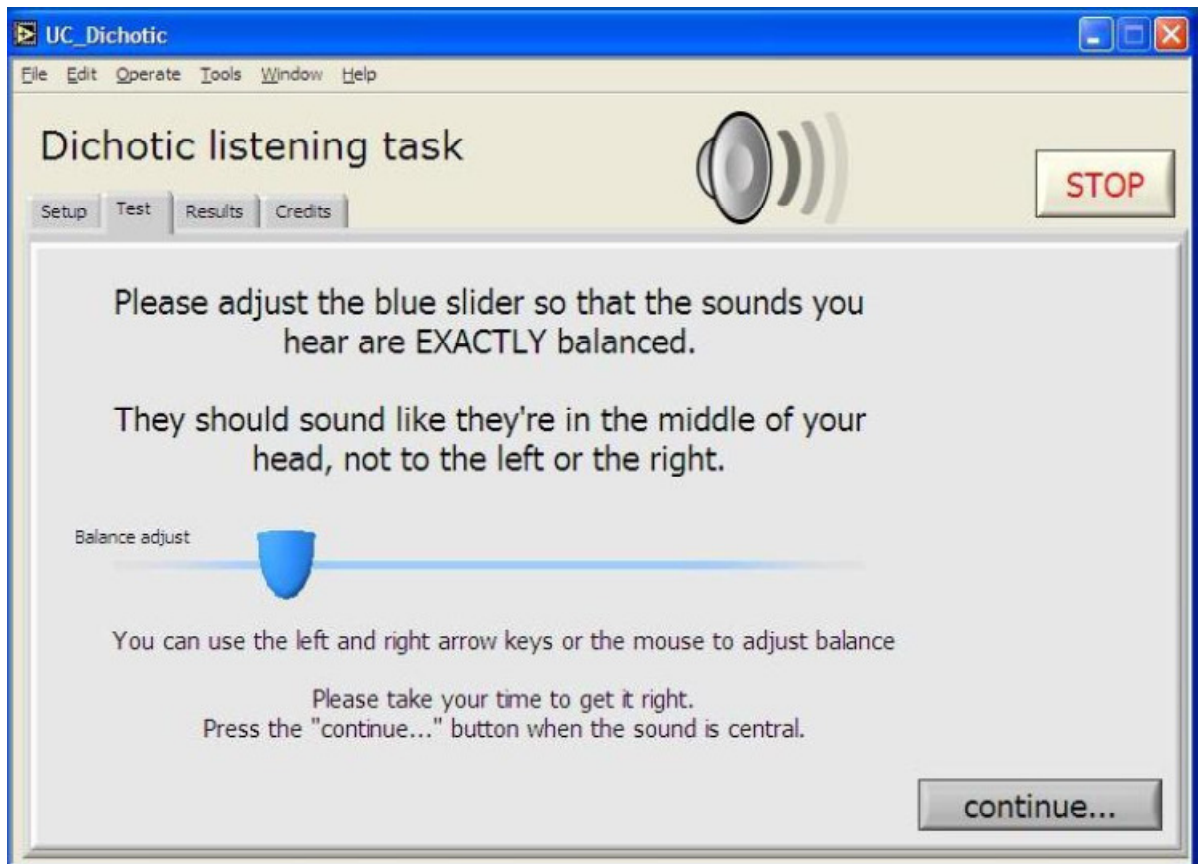 UC_Dichotic
File Edit Operate Tools Window Help
Dichotic listening task
STOP
Setup Test Results Credits
Please adjust the blue slider so that the sounds you
hear are EXACTLY balanced.
They should sound like they're in the middle of your
head, not to the left or the right.
Balance adjust
You can use the left and right arrow keys or the mouse to adjust balance
Please take your time to get it right.
Press the "continue..." button when the sound is central.
continue...